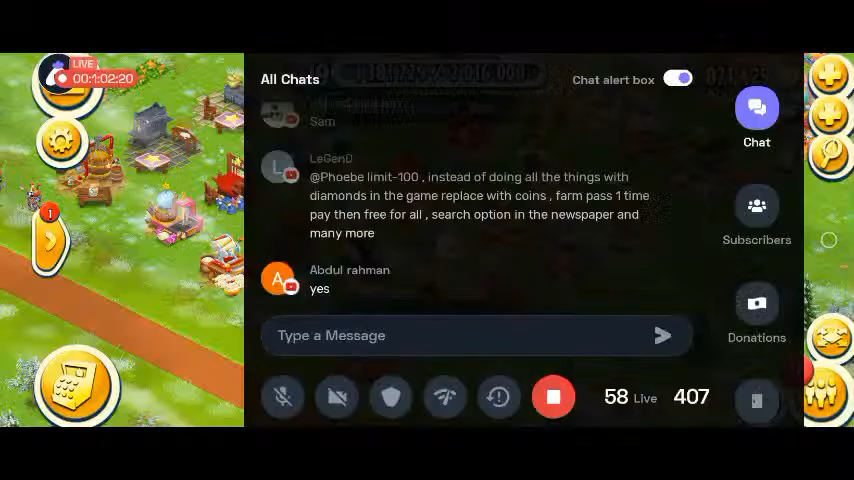 LIVE
00:1:02:20
All Chats
Chat alert box
Sam
Chat
LeGenD
@Phoebe limit-100 , instead of doing all the things with
diamonds in the game replace with coins , farm pass 1 time
pay then free for all , search option in the newspaper and
many more
Subscribers
1
Abdul rahman
A
yes
Type a Message
Donations
58 Live 407